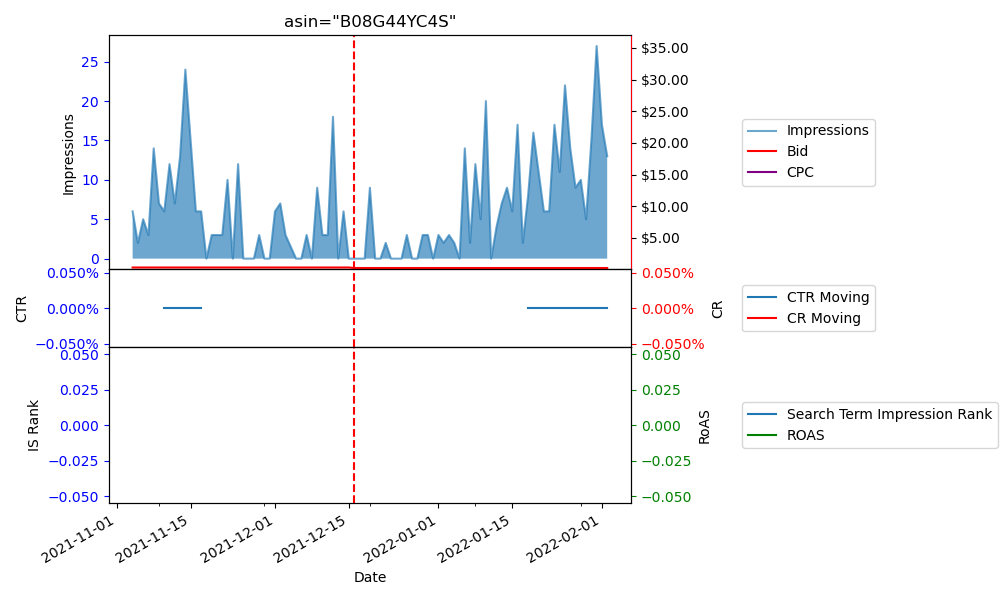 asin="B08G44YC4S"
Impressions
25
20
15
10
5
0
$35.00
$30.00
$25.00
$20.00
$15.00
$10.00
$5.00
Impressions
Bid
CPC
CTR
0.050%
0.000%
−0.050%
0.050%
0.000%
−0.050%
CR
CTR Moving
CR Moving
IS Rank
0.050
0.025
0.000
−0.025
−0.050
0.050
0.025
0.000
−0.025
−0.050
RoAS
Search Term Impression Rank
ROAS
2021-11-01
2021-11-15
2021-12-01
2021-12-15
2022-01-01
2022-01-15
2022-02-01
Date